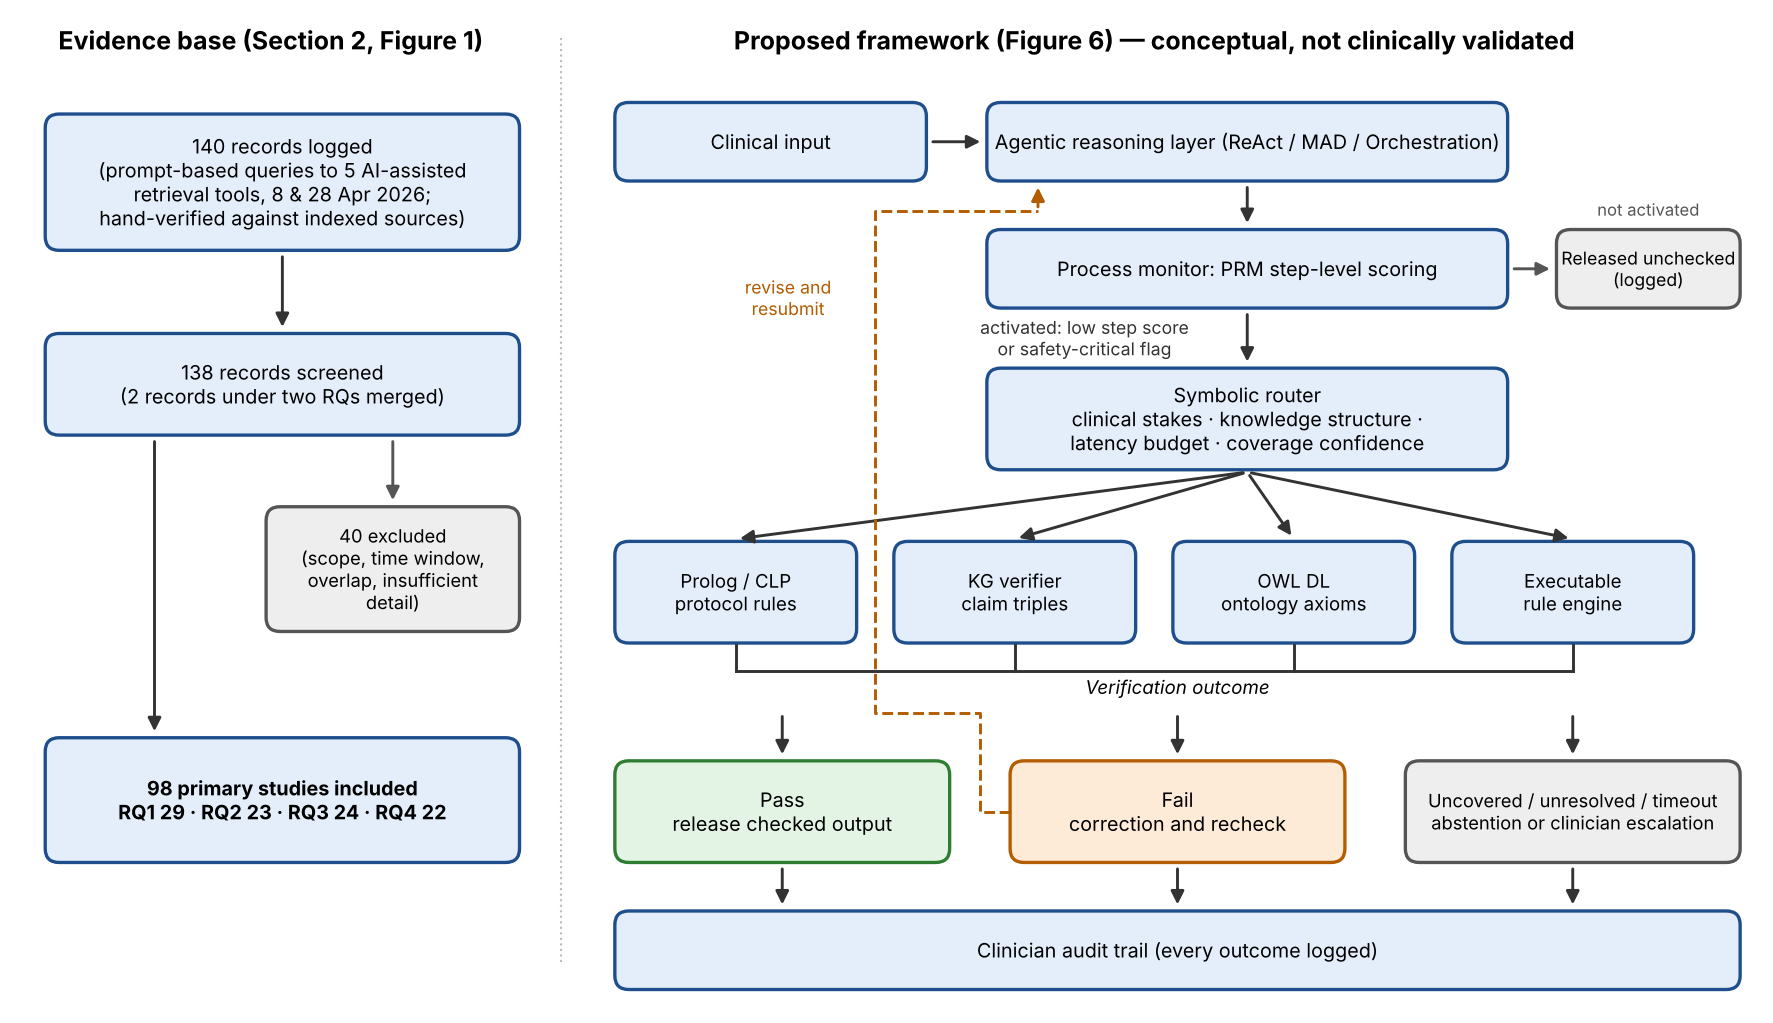 Evidence base (Section 2, Figure 1)
140 records logged
(prompt-based queries to 5 AI-assisted
retrieval tools, 8 & 28 Apr 2026;
hand-verified against indexed sources)
138 records screened
(2 records under two RQs merged)
40 excluded
(scope, time window,
overlap, insufficient
detail)
98 primary studies included
RQ1 29 · RQ2 23 · RQ3 24 · RQ4 22
Proposed framework (Figure 6) — conceptual, not clinically validated
Clinical input
Agentic reasoning layer (ReAct / MAD / Orchestration)
not activated
Process monitor: PRM step-level scoring
Released unchecked
(logged)
revise and
resubmit
activated: low step score
or safety-critical flag
Symbolic router
clinical stakes · knowledge structure ·
latency budget · coverage confidence
Prolog / CLP
protocol rules
KG verifier
claim triples
OWL DL
ontology axioms
Executable
rule engine
Verification outcome
Pass
release checked output
Fail
correction and recheck
Uncovered / unresolved / timeout
abstention or clinician escalation
Clinician audit trail (every outcome logged)